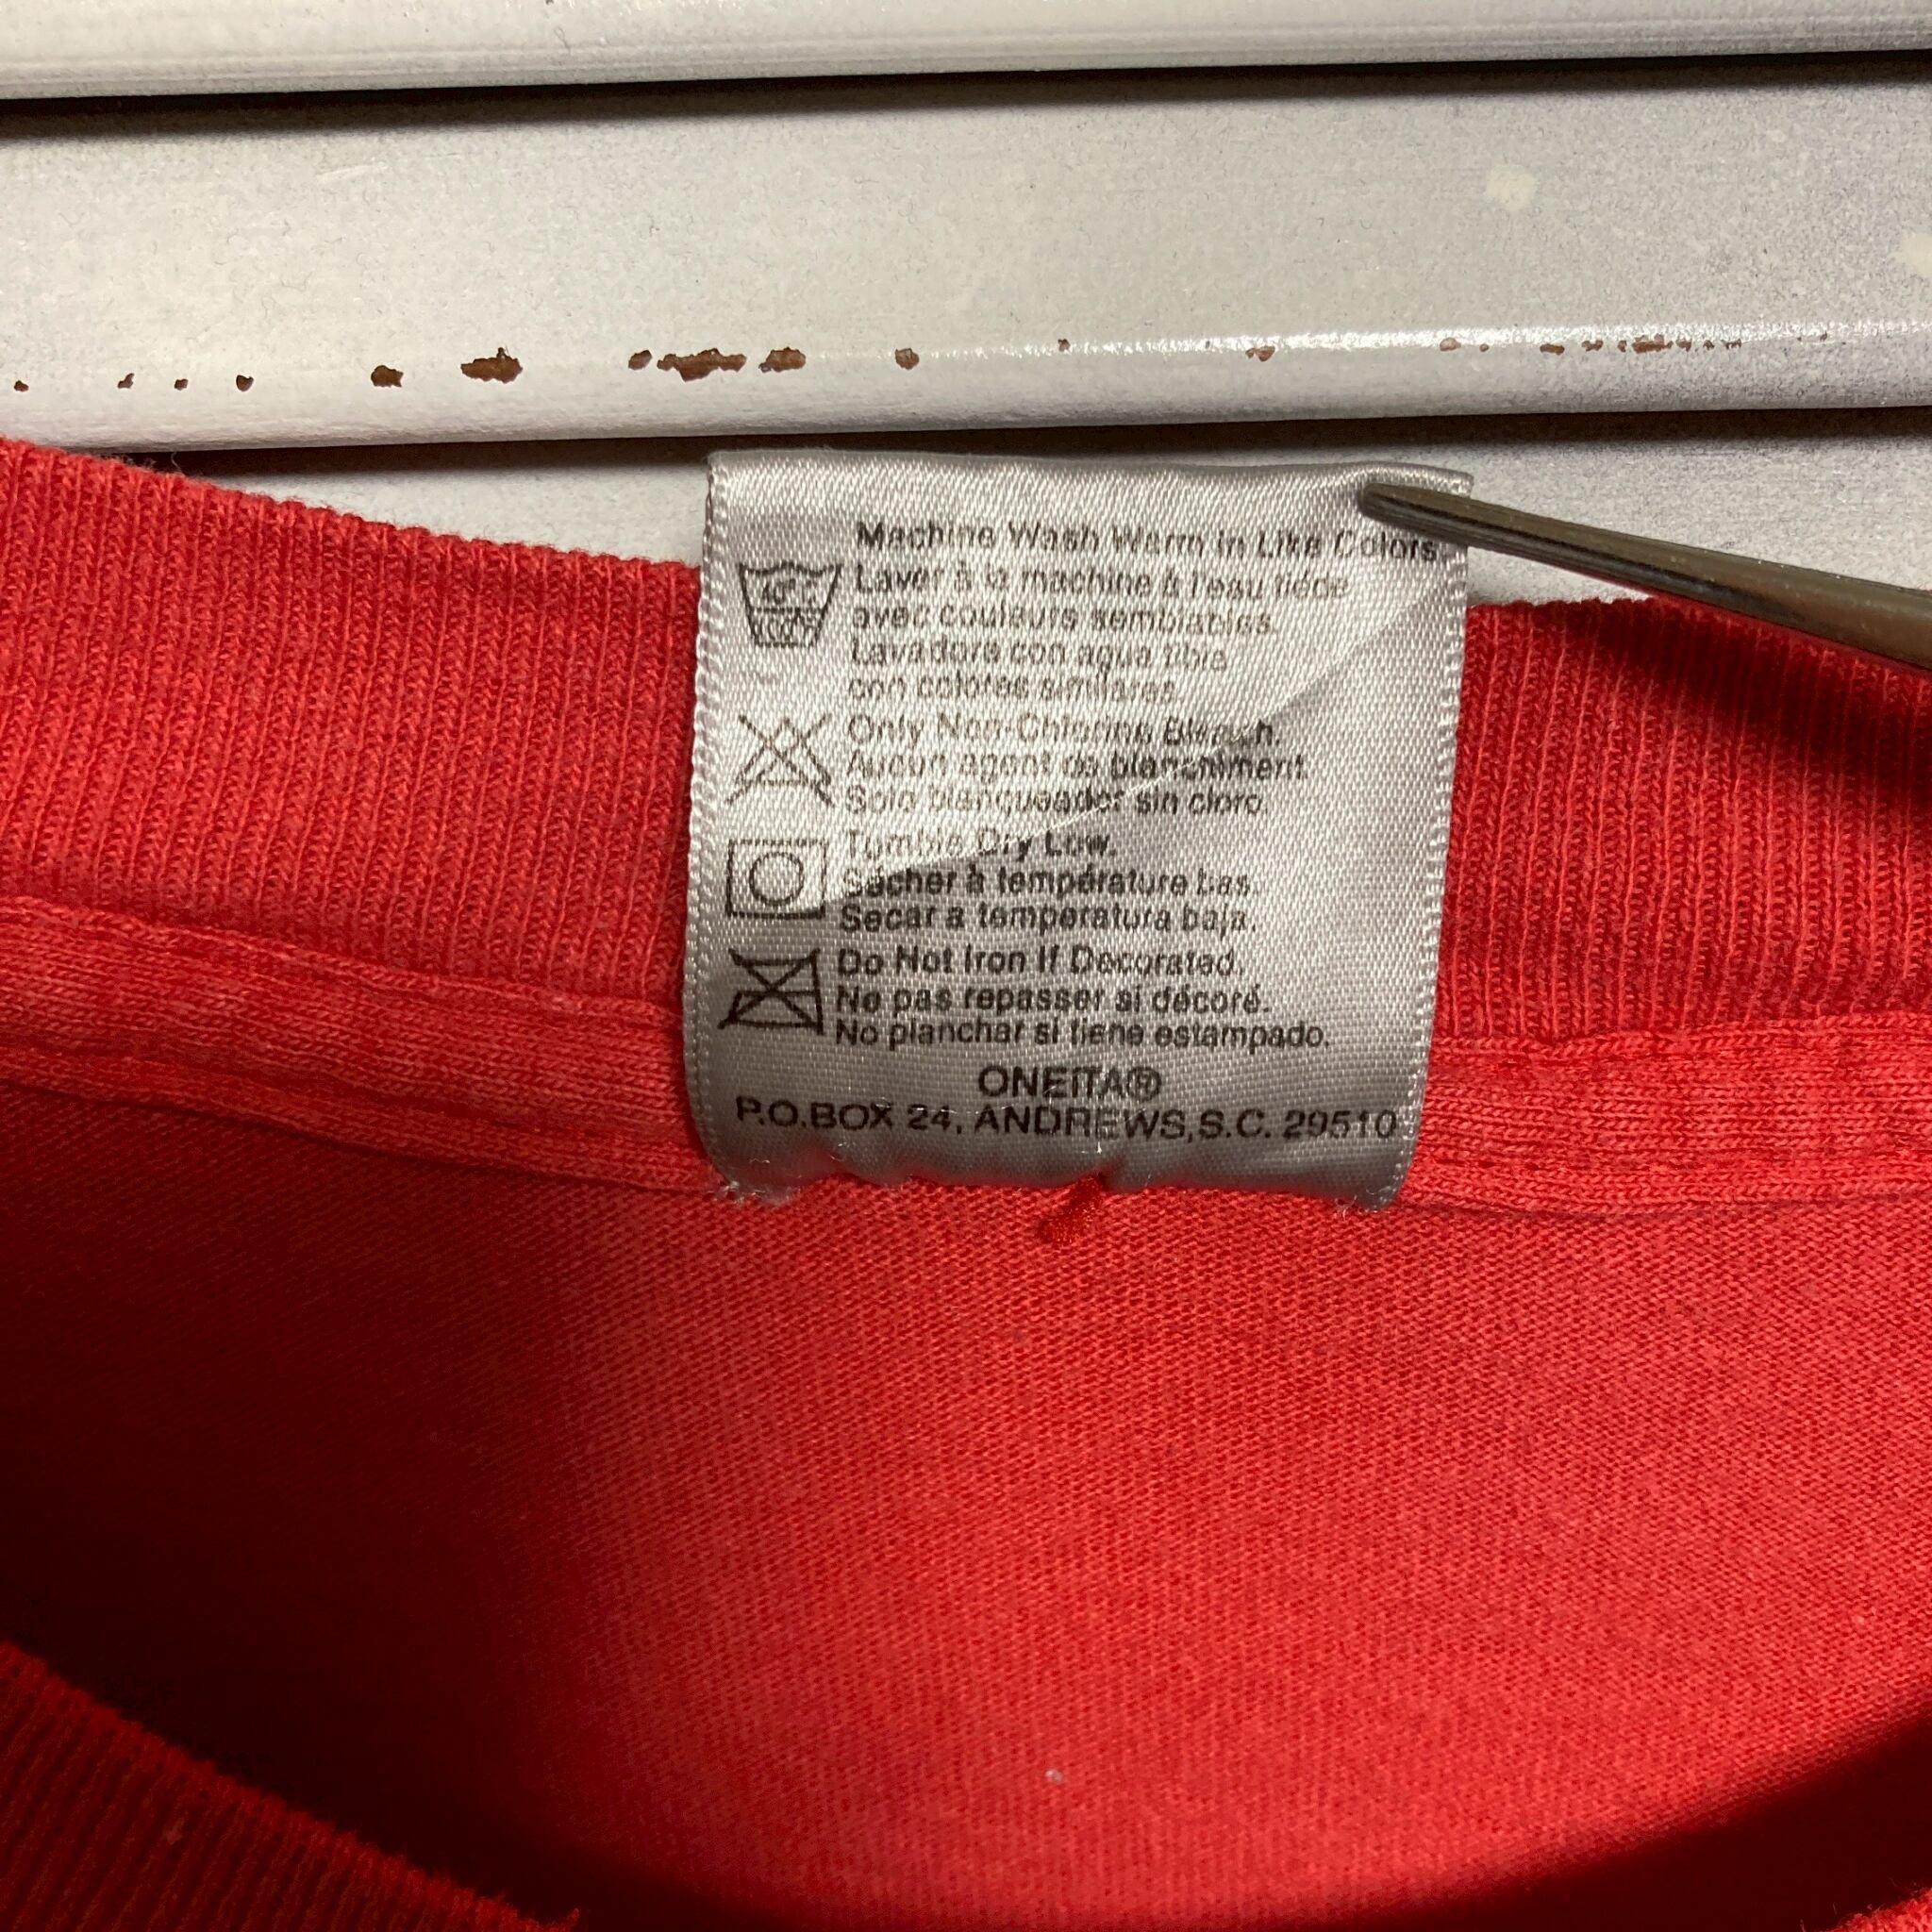 Machine Wash Warm in Like Colors
Laver à la machine à l'eau tiéde
avec couleurs semblables.
Lavadora con agua tibia
con colores similares.
Only Non-Chlorine Bleach.
Aucun agent de blanchiment
Solo blanqueador sin cloro.
Tumble Dry Low.
Sécher à température bas.
Secar a temperatura baja.
Do Not Iron If Decorated.
Ne pas repasser si décoré.
No planchar si tiene estampado.
ONEITA®
P.O.BOX 24, ANDREWS,S.C. 29510